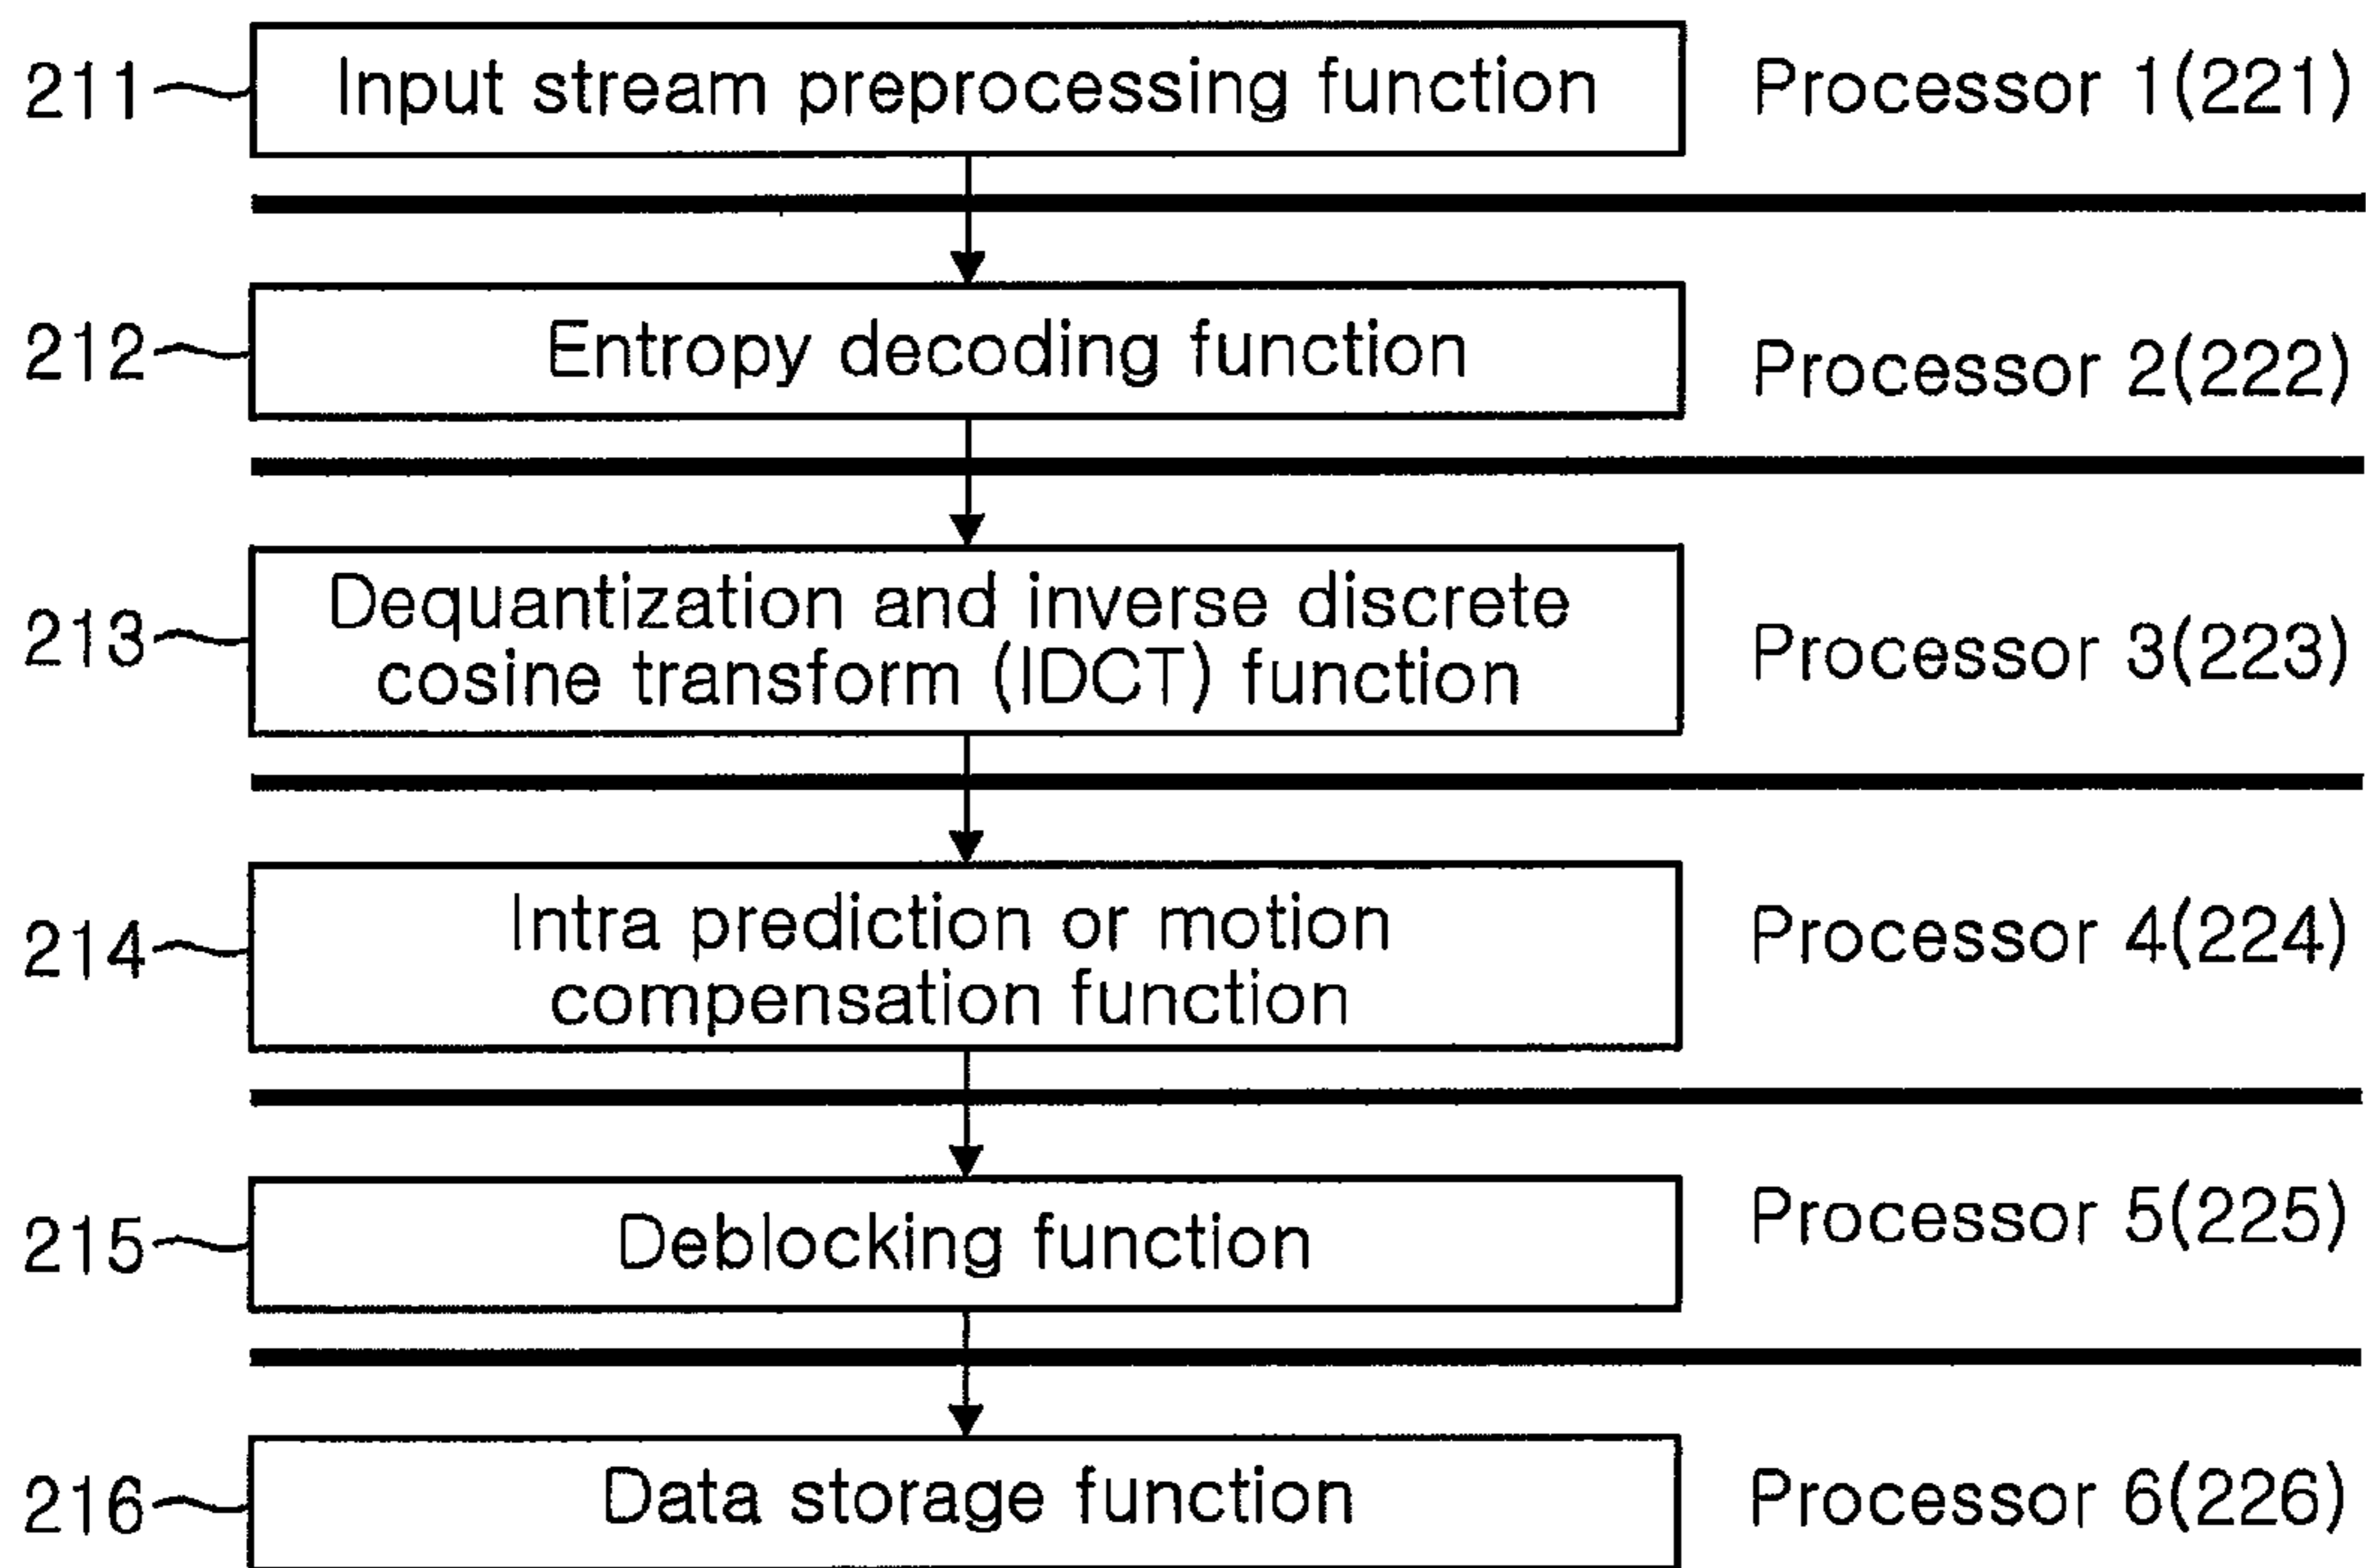 211 Input stream preprocessing function Processor 1(221)
212 Entropy decoding function Processor 2(222)
213 Dequantization and inverse discrete
cosine transform (IDCT) function Processor 3(223)
214 Intra prediction or motion
compensation function Processor 4(224)
215 Deblocking function Processor 5(225)
216 Data storage function Processor 6(226)